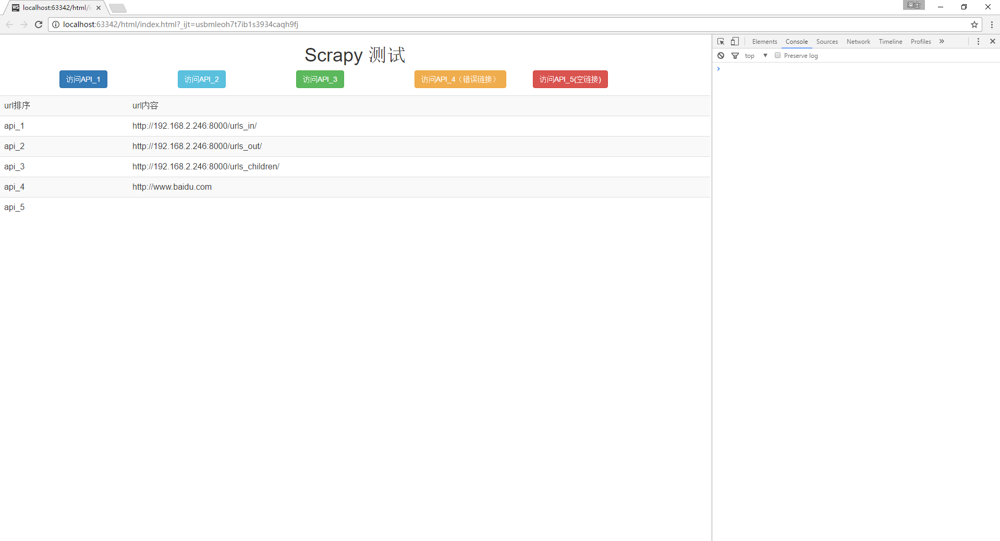 WS localhost:63342/html/i
莱士
localhost:63342/html/index.html?_ijt=usbmleoh7t7ib1s3934caqh9fj
Elements Console Sources Network Timeline Profiles »
top Preserve log
Scrapy 测试
访问API_1 访问API_2 访问API_3 访问API_4（错误链接） 访问API_5(空链接)
url排序 url内容
api_1 http://192.168.2.246:8000/urls_in/
api_2 http://192.168.2.246:8000/urls_out/
api_3 http://192.168.2.246:8000/urls_children/
api_4 http://www.baidu.com
api_5